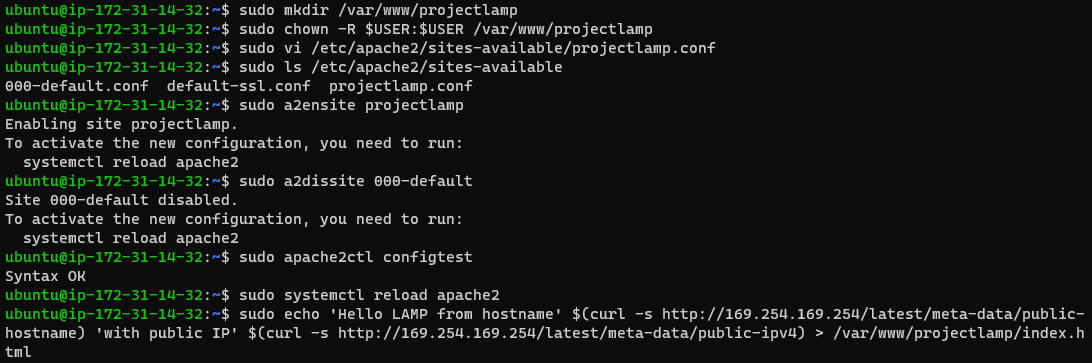 ubuntu@ip-172-31-14-32:~$ sudo mkdir /var/www/projectlamp
ubuntu@ip-172-31-14-32:~$ sudo chown -R $USER:$USER /var/www/projectlamp
ubuntu@ip-172-31-14-32:~$ sudo vi /etc/apache2/sites-available/projectlamp.conf
ubuntu@ip-172-31-14-32:~$ sudo ls /etc/apache2/sites-available
000-default.conf  default-ssl.conf  projectlamp.conf
ubuntu@ip-172-31-14-32:~$ sudo a2ensite projectlamp
Enabling site projectlamp.
To activate the new configuration, you need to run:
  systemctl reload apache2
ubuntu@ip-172-31-14-32:~$ sudo a2dissite 000-default
Site 000-default disabled.
To activate the new configuration, you need to run:
  systemctl reload apache2
ubuntu@ip-172-31-14-32:~$ sudo apache2ctl configtest
Syntax OK
ubuntu@ip-172-31-14-32:~$ sudo systemctl reload apache2
ubuntu@ip-172-31-14-32:~$ sudo echo 'Hello LAMP from hostname' $(curl -s http://169.254.169.254/latest/meta-data/public-
hostname) 'with public IP' $(curl -s http://169.254.169.254/latest/meta-data/public-ipv4) > /var/www/projectlamp/index.h
tml